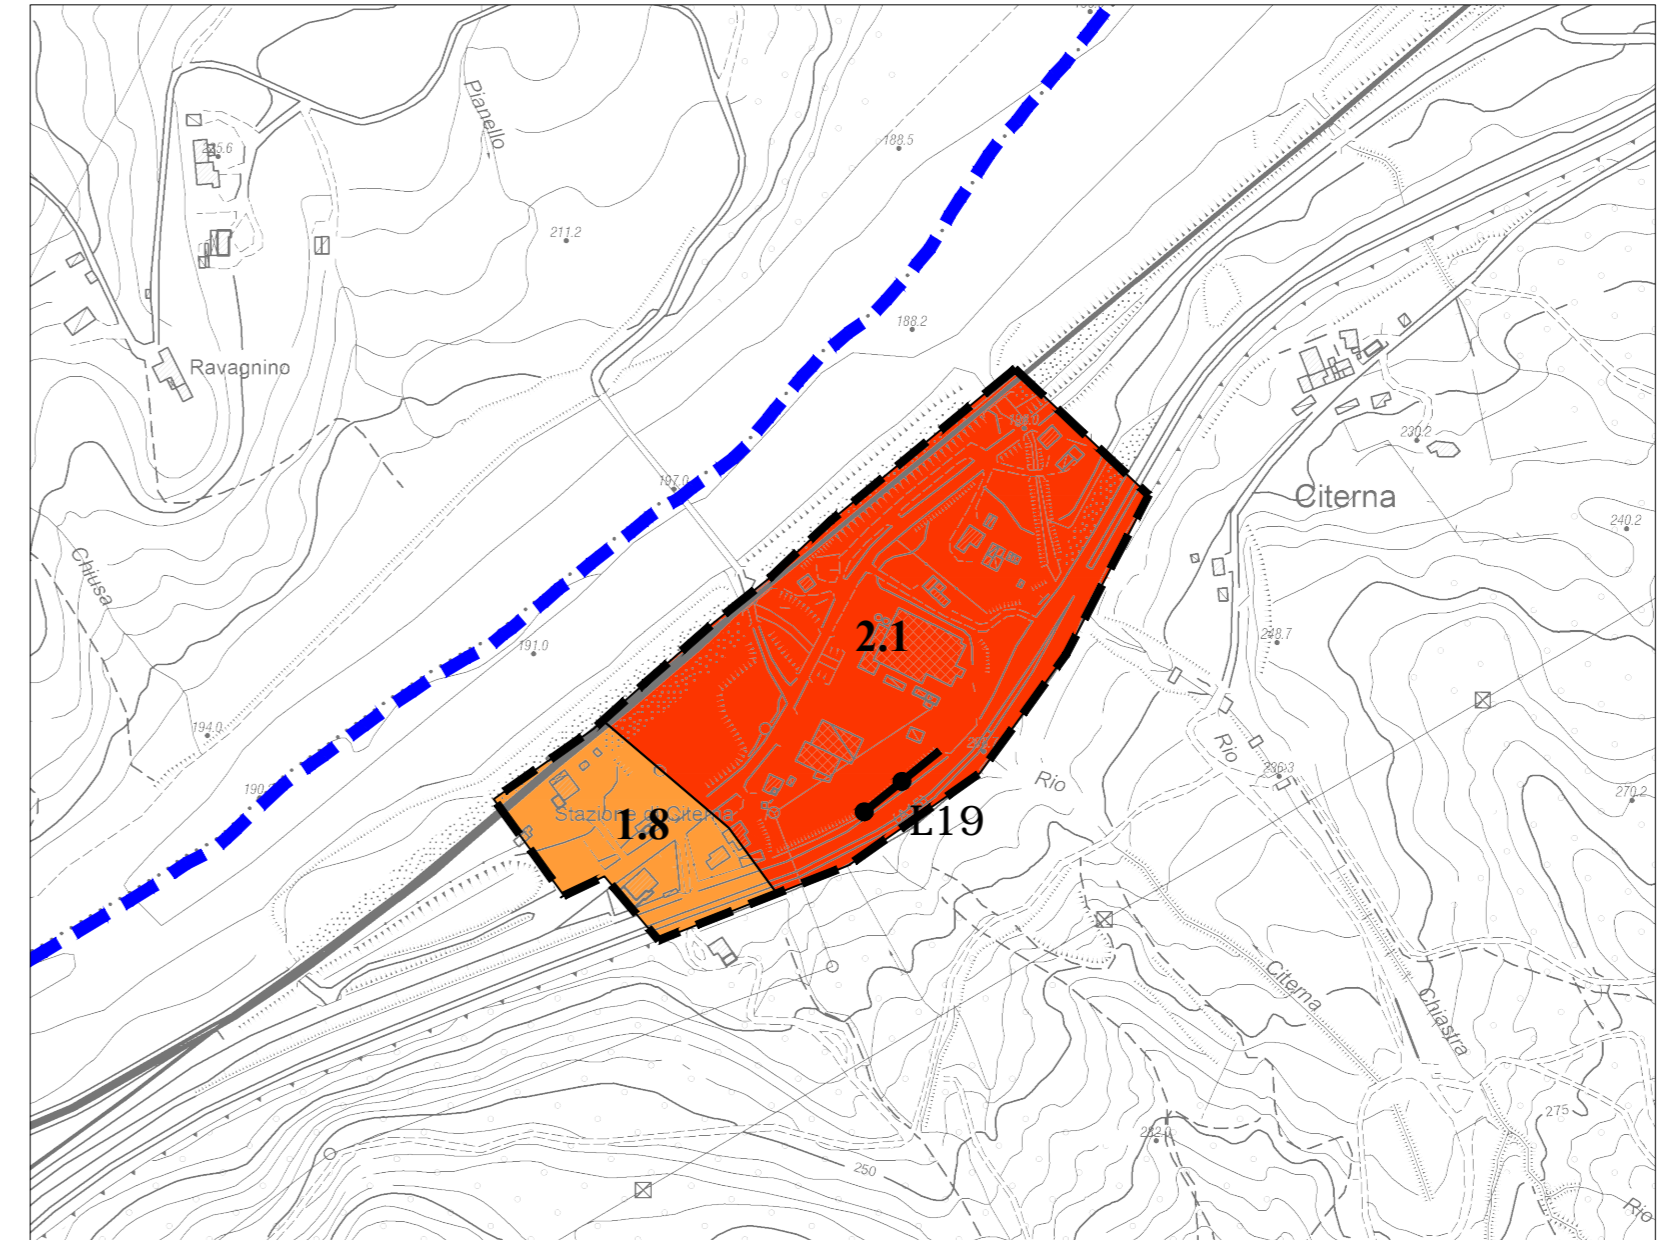 Pianello
188.5
211.2
188.2
Ravagnino
230.2
197.0
Citerna
240.2
Chiusa
2.1
248.7
191.0
194.0
Rio
Rio
236.3
270.2
Stazione di Citerna
1.8
L19
Citerna
Chiastra
275
250
Rio